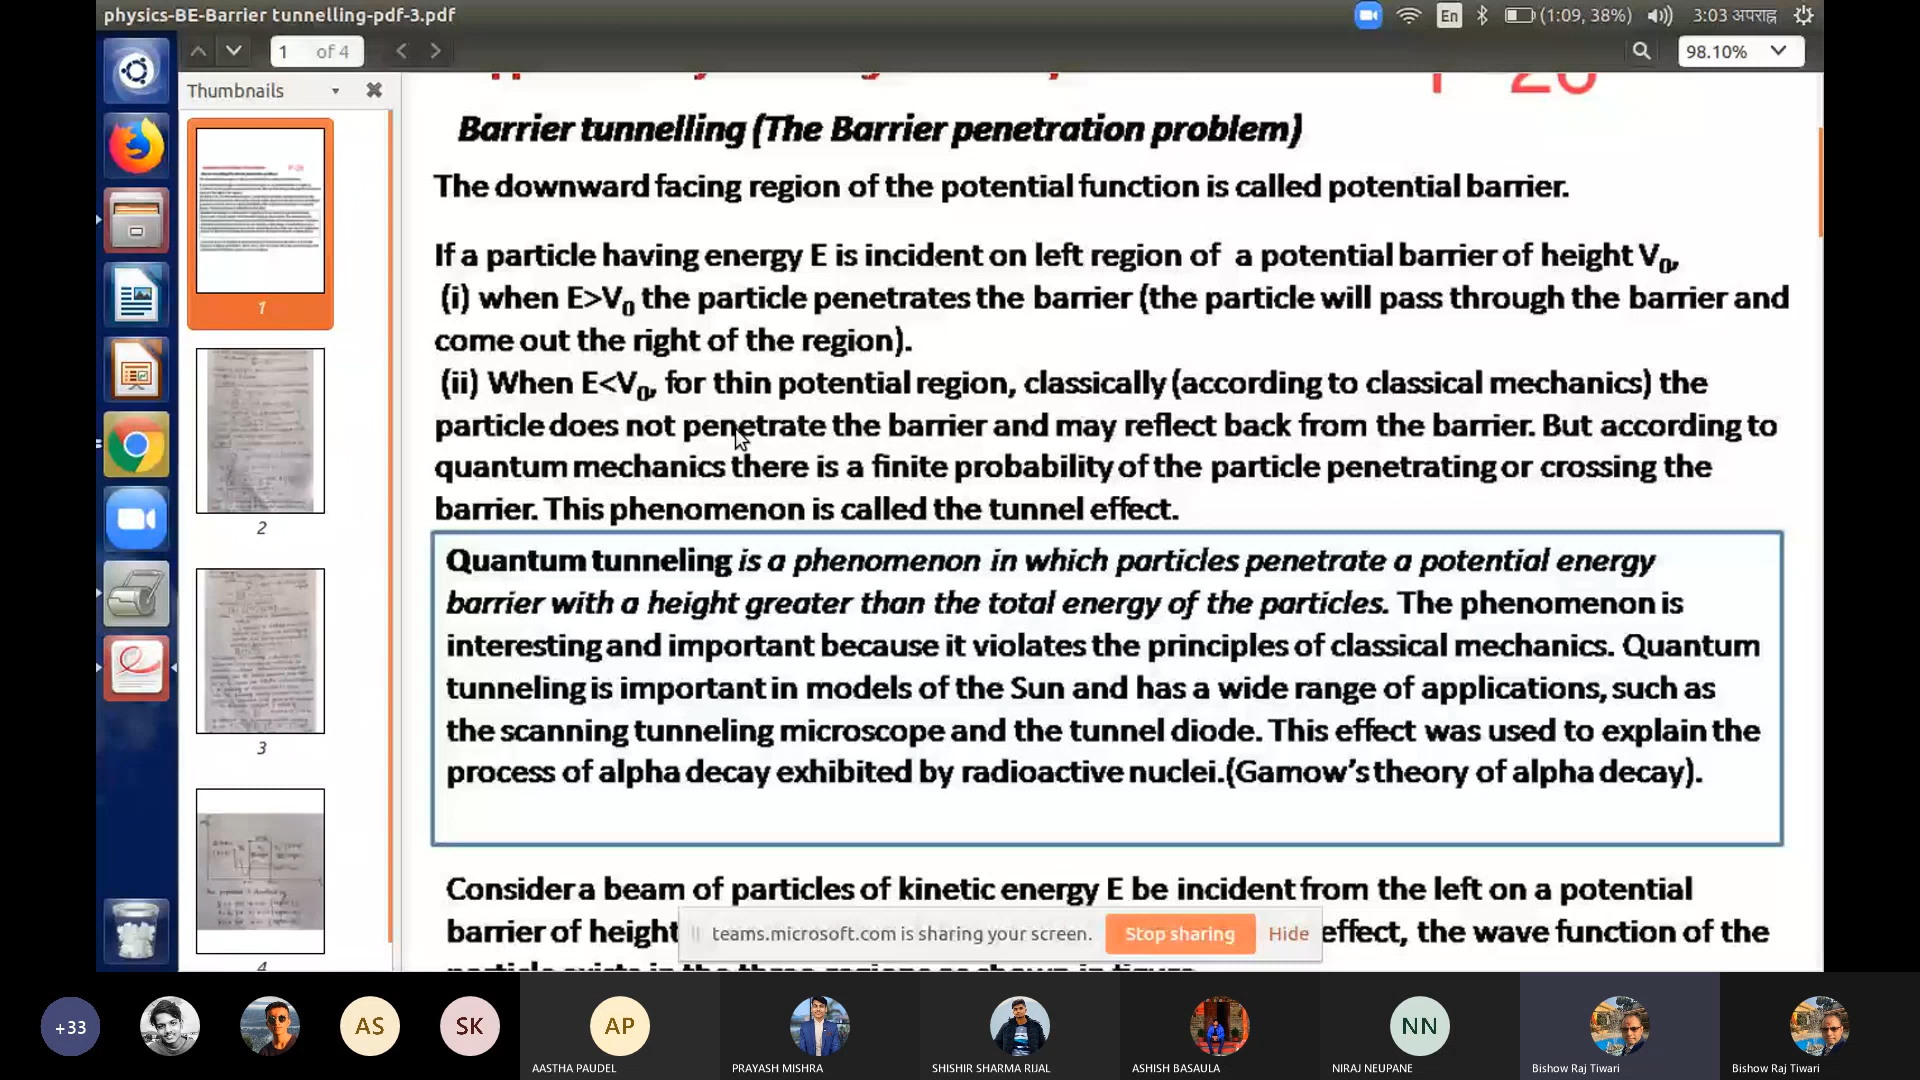 physics-BE-Barrier tunnelling-pdf-3.pdf
En
(1:09, 38%)
3:03 अपराह्न
1 of 4
98.10%
Thumbnails
1
2
3
4
Barrier tunnelling (The Barrier penetration problem)
The downward facing region of the potential function is called potential barrier.
If a particle having energy E is incident on left region of a potential barrier of height V₀,
(i) when E>V₀ the particle penetrates the barrier (the particle will pass through the barrier and
come out the right of the region).
(ii) When E<V₀, for thin potential region, classically (according to classical mechanics) the
particle does not penetrate the barrier and may reflect back from the barrier. But according to
quantum mechanics there is a finite probability of the particle penetrating or crossing the
barrier. This phenomenon is called the tunnel effect.
Quantum tunneling is a phenomenon in which particles penetrate a potential energy
barrier with a height greater than the total energy of the particles. The phenomenon is
interesting and important because it violates the principles of classical mechanics. Quantum
tunneling is important in models of the Sun and has a wide range of applications, such as
the scanning tunneling microscope and the tunnel diode. This effect was used to explain the
process of alpha decay exhibited by radioactive nuclei.(Gamow's theory of alpha decay).
Consider a beam of particles of kinetic energy E be incident from the left on a potential
barrier of height effect, the wave function of the
teams.microsoft.com is sharing your screen. Stop sharing Hide
+33
AS
SK
AP
NN
AASTHA PAUDEL
PRAYASH MISHRA
SHISHIR SHARMA RIJAL
ASHISH BASAULA
NIRAJ NEUPANE
Bishow Raj Tiwari
Bishow Raj Tiwari